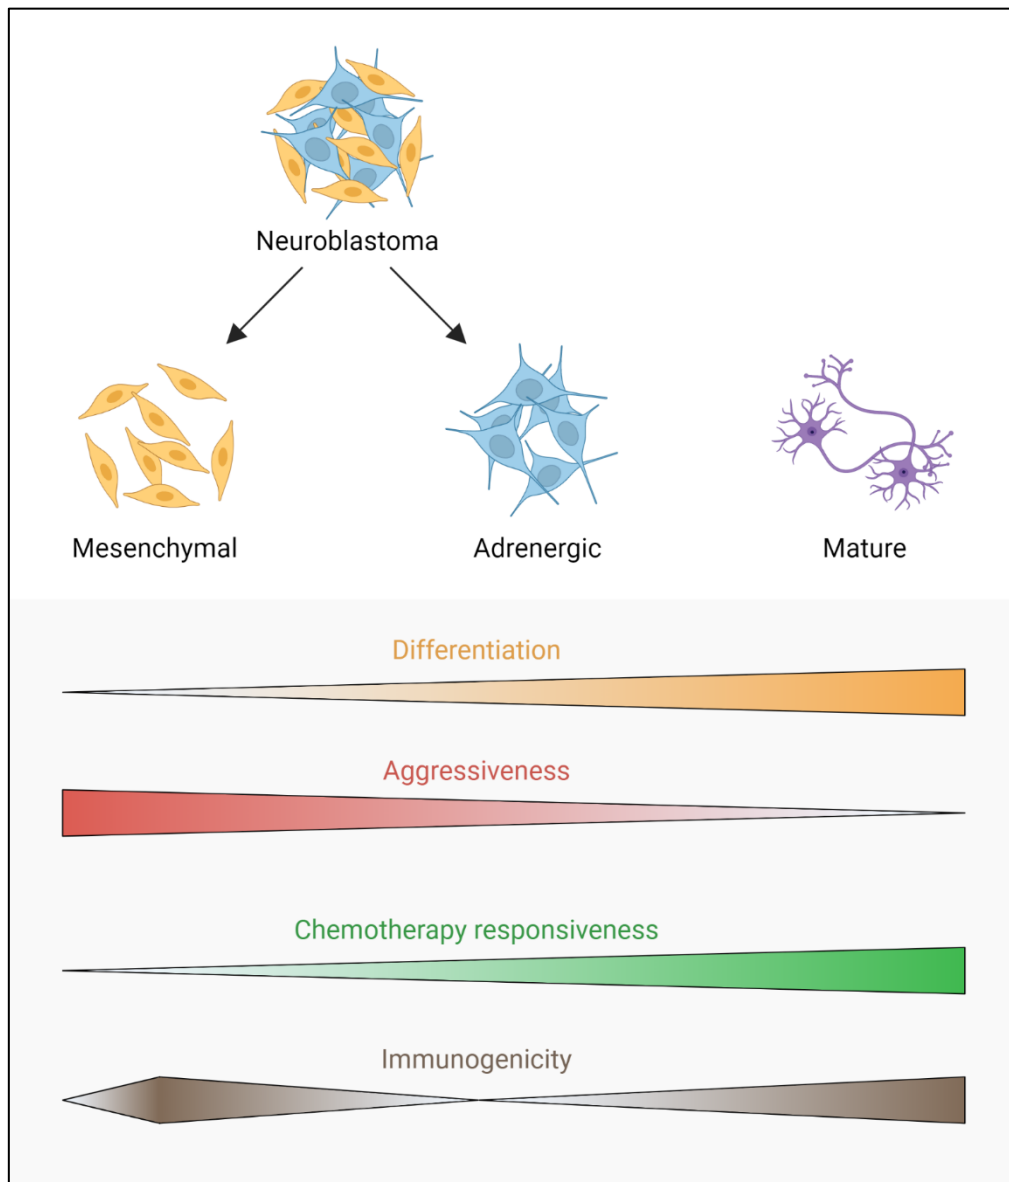 Neuroblastoma
Mesenchymal
Adrenergic
Mature
Differentiation
Aggressiveness
Chemotherapy responsiveness
Immunogenicity